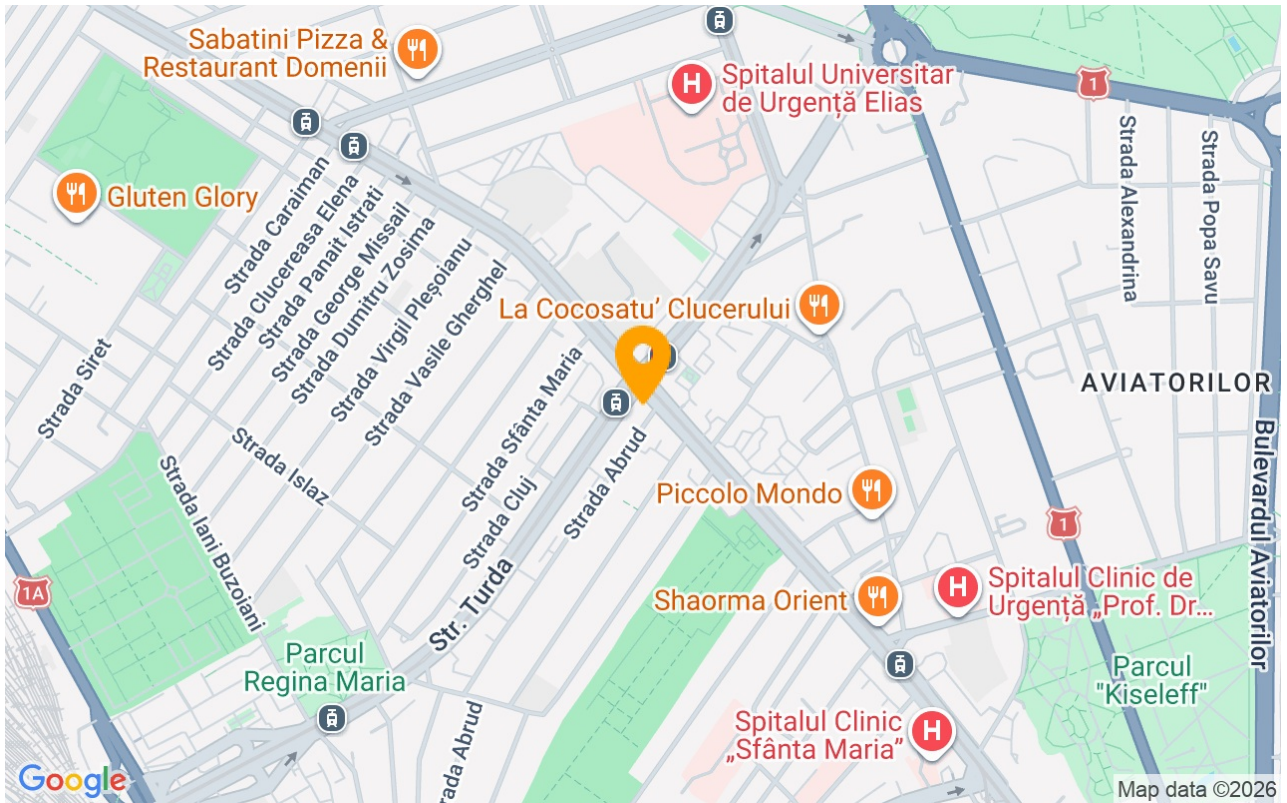 Sabatini Pizza &
Restaurant Domenii
H
Spitalul Universitar
de Urgență Elias
1
Gluten Glory
Strada Caraiman
Strada Clucereasa Elena
Strada Panait Istrati
Strada George Missail
Strada Dumitru Zosima
Strada Virgil Pleșoianu
Strada Vasile Gherghel
Strada Alexandrina
Strada Popa Savu
La Cocosatu’ Clucerului
Strada Siret
Strada Sfânta Maria
AVIATORILOR
Strada Islaz
Strada Iani Buzoiani
Strada Cluj
Strada Abrud
Piccolo Mondo
1
Bulevardul Aviatorilor
1A
Str. Turda
Shaorma Orient
H
Spitalul Clinic de
Urgență „Prof. Dr...
Parcul
Regina Maria
Parcul
"Kiseleff"
Strada Abrud
Spitalul Clinic
„Sfânta Maria”
H
Google
Map data ©2026